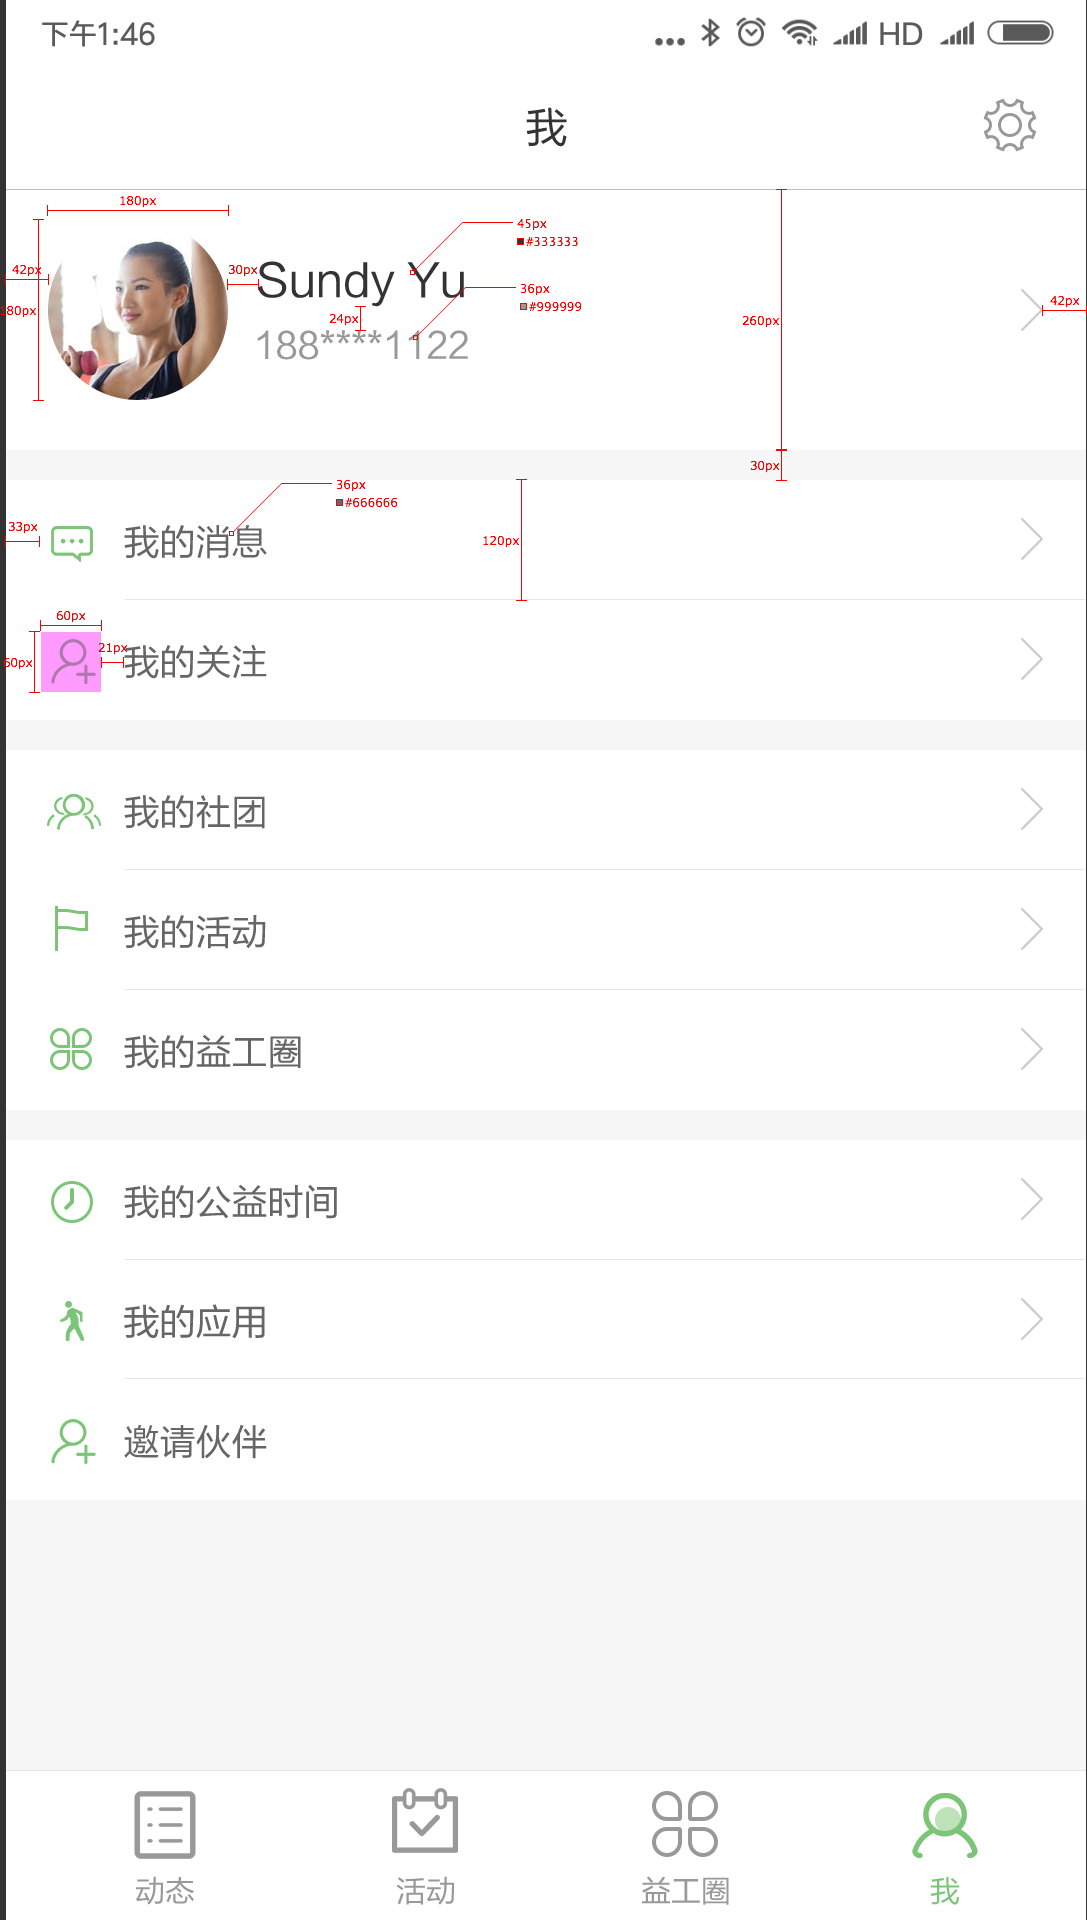 下午1:46 HD
我
180px
45px
#333333
42px
30px
Sundy Yu
36px
#999999
42px
180px
24px
260px
188****1122
30px
36px
#666666
33px
我的消息
120px
60px
21px
60px
我的关注
我的社团
我的活动
我的益工圈
我的公益时间
我的应用
邀请伙伴
动态 活动 益工圈 我